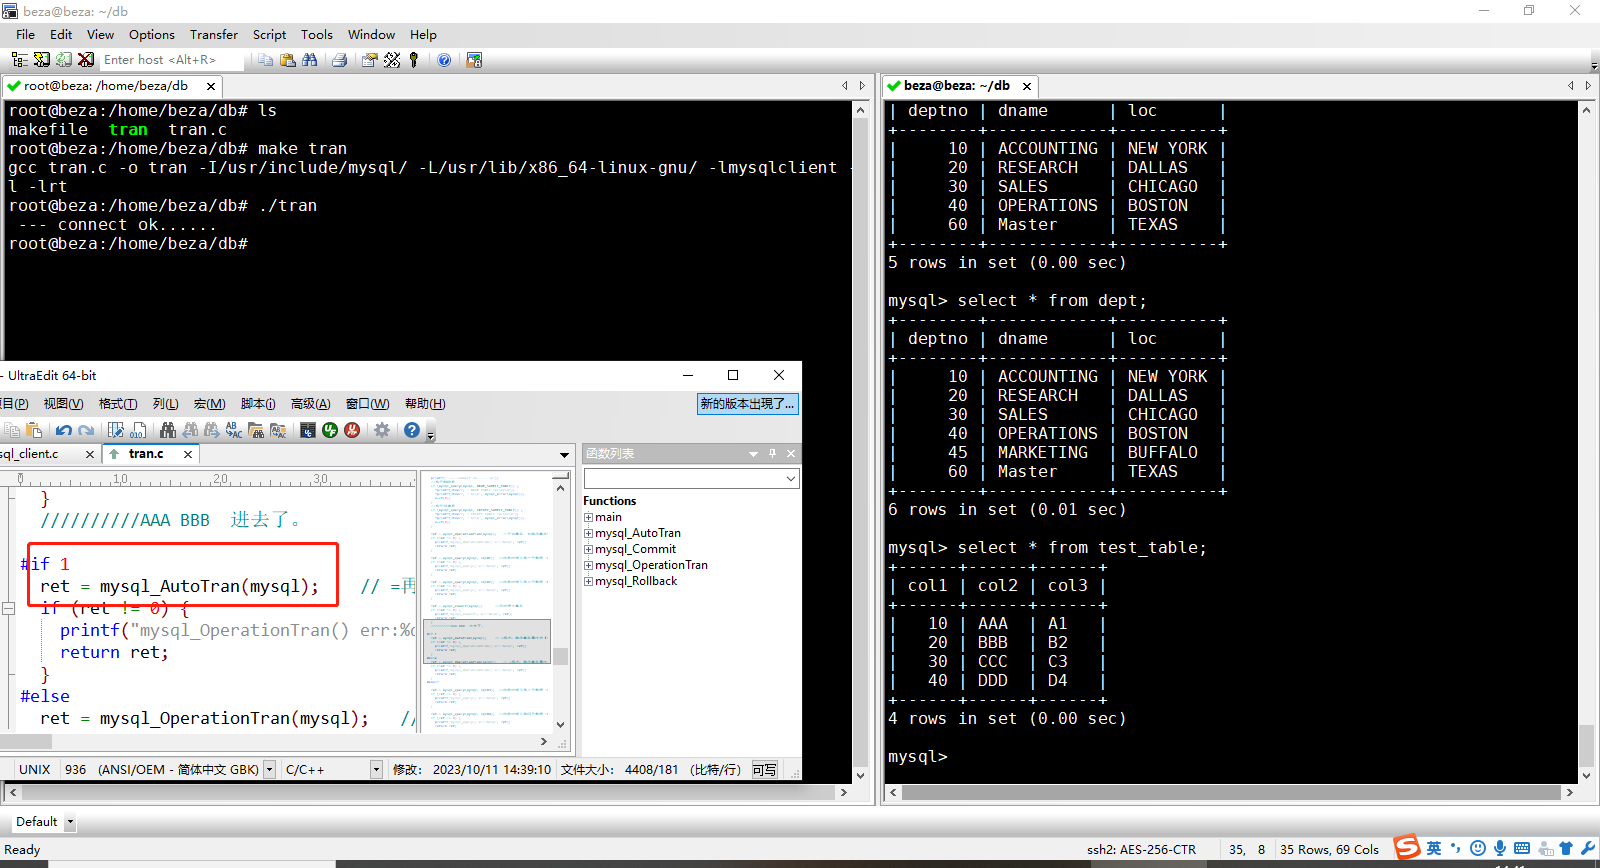 beza@beza: ~/db
File Edit View Options Transfer Script Tools Window Help
Enter host <Alt+R>
root@beza: /home/beza/db
root@beza:/home/beza/db# ls
makefile  tran  tran.c
root@beza:/home/beza/db# make tran
gcc tran.c -o tran -I/usr/include/mysql/ -L/usr/lib/x86_64-linux-gnu/ -lmysqlclient -
l -lrt
root@beza:/home/beza/db# ./tran
--- connect ok......
root@beza:/home/beza/db#
- UltraEdit 64-bit
目(P) 视图(V) 格式(T) 列(L) 宏(M) 脚本(i) 高级(A) 窗口(W) 帮助(H)
新的版本出现了...
sql_client.c
tran.c
函数列表
0 10 20 30
}
//////////AAA BBB  进去了。
#if 1
ret = mysql_AutoTran(mysql);    // =再
if (ret != 0) {
printf("mysql_OperationTran() err:%d
return ret;
}
#else
ret = mysql_OperationTran(mysql);   //
Functions
main
mysql_AutoTran
mysql_Commit
mysql_OperationTran
mysql_Rollback
UNIX 936 (ANSI/OEM - 简体中文 GBK) C/C++ 修改: 2023/10/11 14:39:10 文件大小: 4408/181 (比特/行) 可写
beza@beza: ~/db
| deptno | dname      | loc      |
+--------+------------+----------+
|     10 | ACCOUNTING | NEW YORK |
|     20 | RESEARCH   | DALLAS   |
|     30 | SALES      | CHICAGO  |
|     40 | OPERATIONS | BOSTON   |
|     60 | Master     | TEXAS    |
+--------+------------+----------+
5 rows in set (0.00 sec)
mysql> select * from dept;
+--------+------------+----------+
| deptno | dname      | loc      |
+--------+------------+----------+
|     10 | ACCOUNTING | NEW YORK |
|     20 | RESEARCH   | DALLAS   |
|     30 | SALES      | CHICAGO  |
|     40 | OPERATIONS | BOSTON   |
|     45 | MARKETING  | BUFFALO  |
|     60 | Master     | TEXAS    |
+--------+------------+----------+
6 rows in set (0.01 sec)
mysql> select * from test_table;
+------+------+------+
| col1 | col2 | col3 |
+------+------+------+
|   10 | AAA  | A1   |
|   20 | BBB  | B2   |
|   30 | CCC  | C3   |
|   40 | DDD  | D4   |
+------+------+------+
4 rows in set (0.00 sec)
mysql>
Default
Ready
ssh2: AES-256-CTR 35, 8 35 Rows, 69 Cols
英